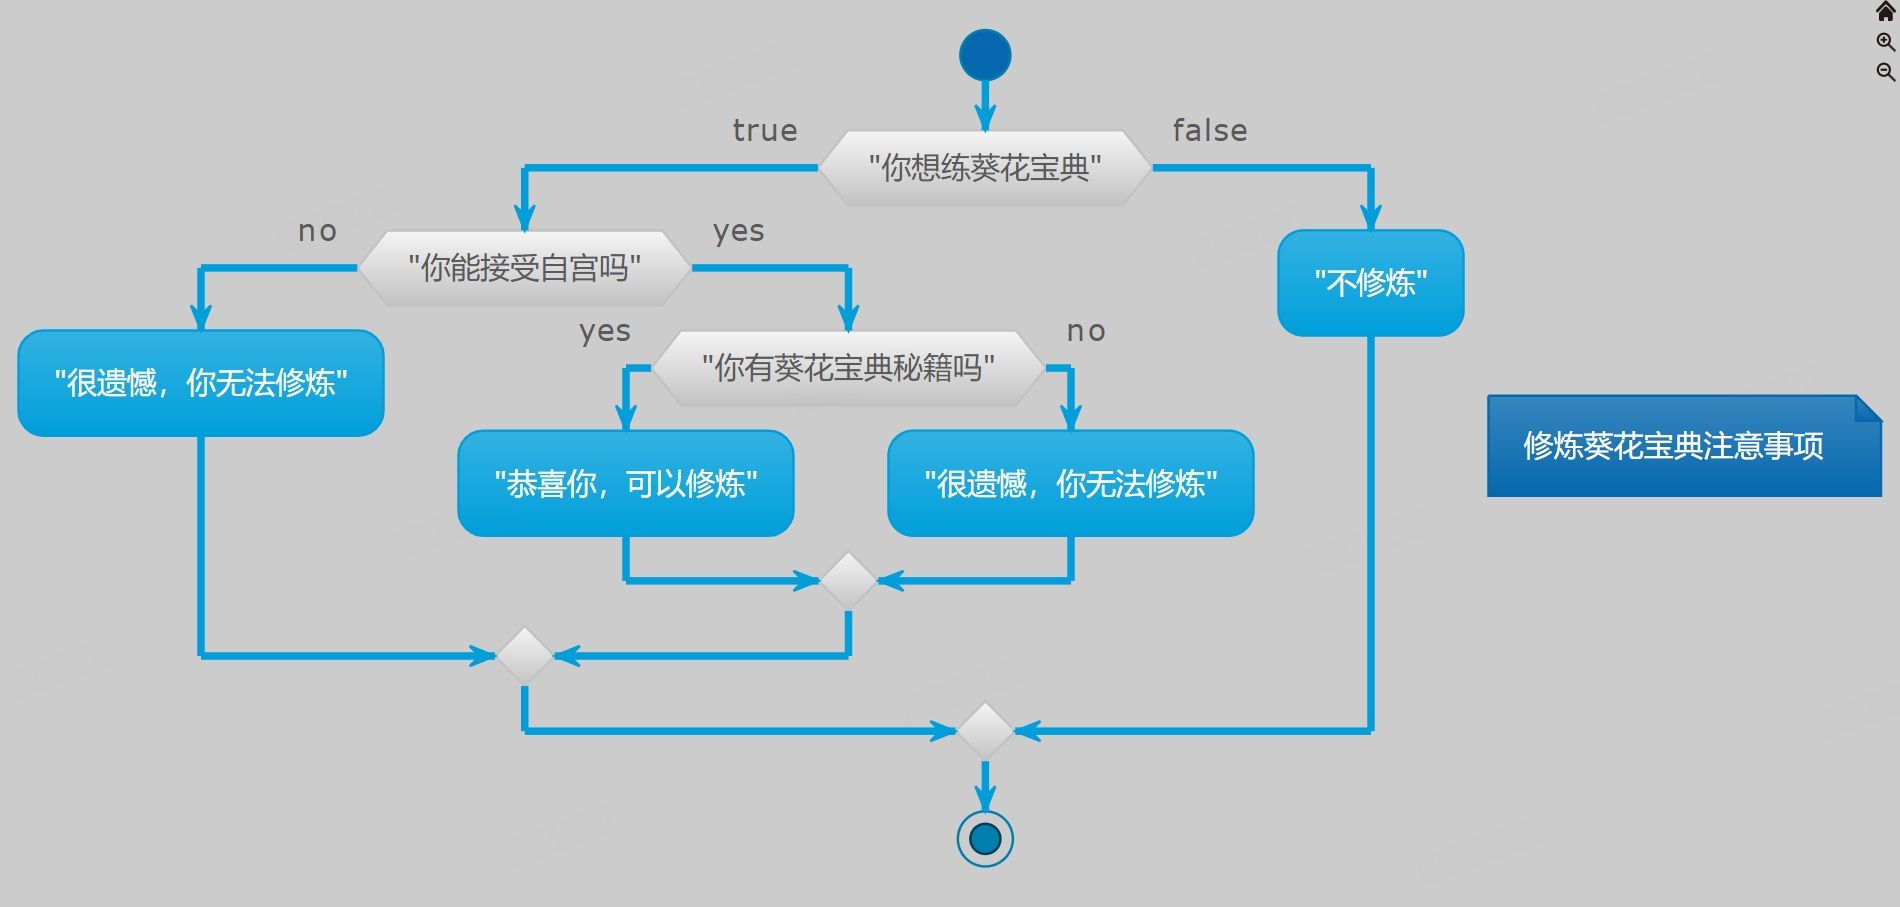 true
false
"你想练葵花宝典"
no
yes
"你能接受自宫吗"
"不修炼"
yes
no
"你有葵花宝典秘籍吗"
"很遗憾，你无法修炼"
修炼葵花宝典注意事项
"恭喜你，可以修炼"
"很遗憾，你无法修炼"